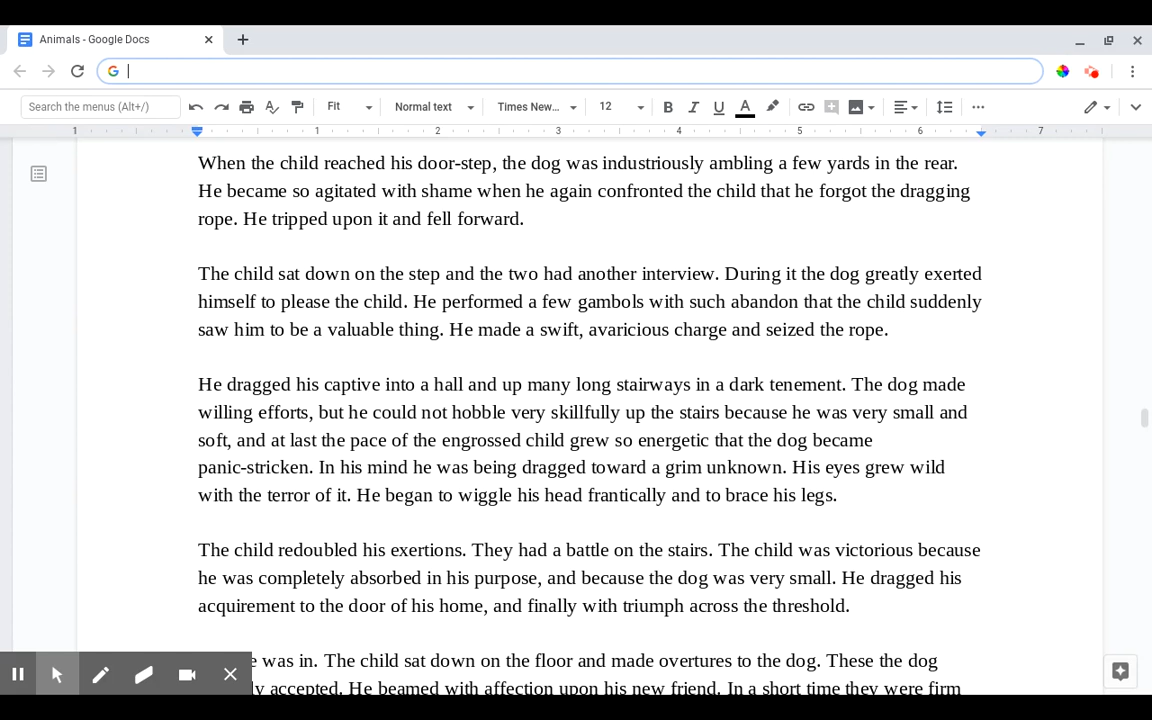 Animals - Google Docs
Search the menus (Alt+/)
Fit
Normal text
Times New...
12
B I U A
1 1 2 3 4 5 6 7
When the child reached his door-step, the dog was industriously ambling a few yards in the rear.
He became so agitated with shame when he again confronted the child that he forgot the dragging
rope. He tripped upon it and fell forward.
The child sat down on the step and the two had another interview. During it the dog greatly exerted
himself to please the child. He performed a few gambols with such abandon that the child suddenly
saw him to be a valuable thing. He made a swift, avaricious charge and seized the rope.
He dragged his captive into a hall and up many long stairways in a dark tenement. The dog made
willing efforts, but he could not hobble very skillfully up the stairs because he was very small and
soft, and at last the pace of the engrossed child grew so energetic that the dog became
panic-stricken. In his mind he was being dragged toward a grim unknown. His eyes grew wild
with the terror of it. He began to wiggle his head frantically and to brace his legs.
The child redoubled his exertions. They had a battle on the stairs. The child was victorious because
he was completely absorbed in his purpose, and because the dog was very small. He dragged his
acquirement to the door of his home, and finally with triumph across the threshold.
was in. The child sat down on the floor and made overtures to the dog. These the dog
accepted. He beamed with affection upon his new friend. In a short time they were firm